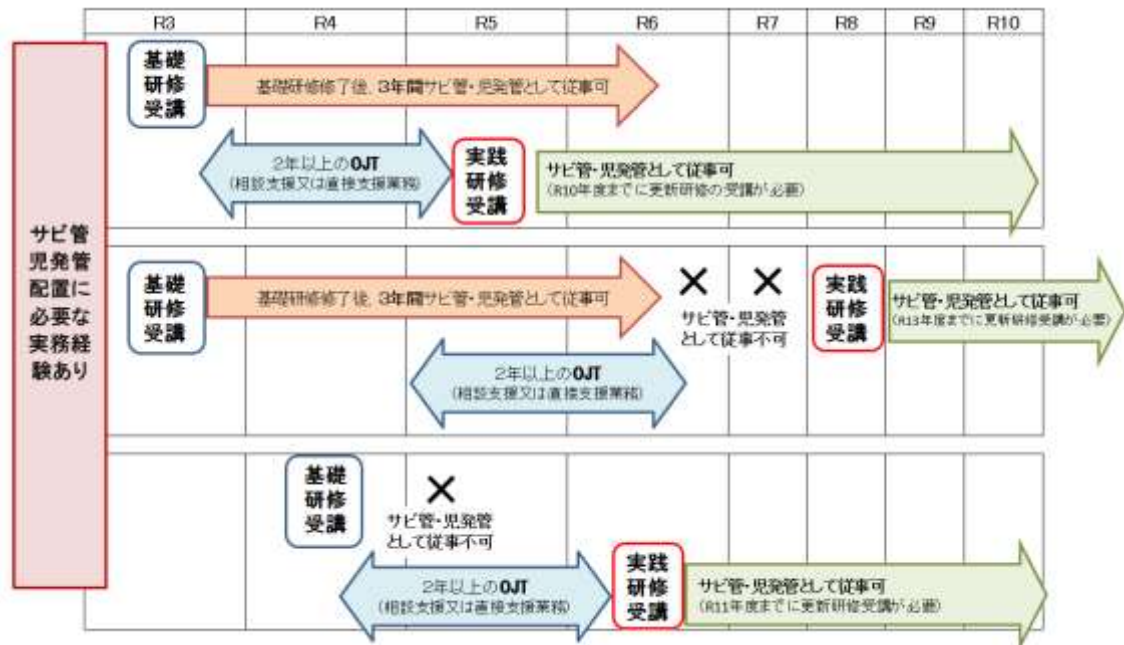 R3 R4 R5 R6 R7 R8 R9 R10
サビ管
児発管
配置に
必要な
実務経
験あり
基礎
研修
受講
基礎研修修了後、3年間サビ管・児発管として従事可
2年以上のOJT
(相談支援又は直接支援業務)
実践
研修
受講
サビ管・児発管として従事可
(R10年度までに更新研修の受講が必要)
基礎
研修
受講
基礎研修修了後、3年間サビ管・児発管として従事可
サビ管・児発管
として従事不可
2年以上のOJT
(相談支援又は直接支援業務)
実践
研修
受講
サビ管・児発管として従事可
(R13年度までに更新研修受講が必要)
基礎
研修
受講
サビ管・児発管
として従事不可
2年以上のOJT
(相談支援又は直接支援業務)
実践
研修
受講
サビ管・児発管として従事可
(R11年度までに更新研修受講が必要)